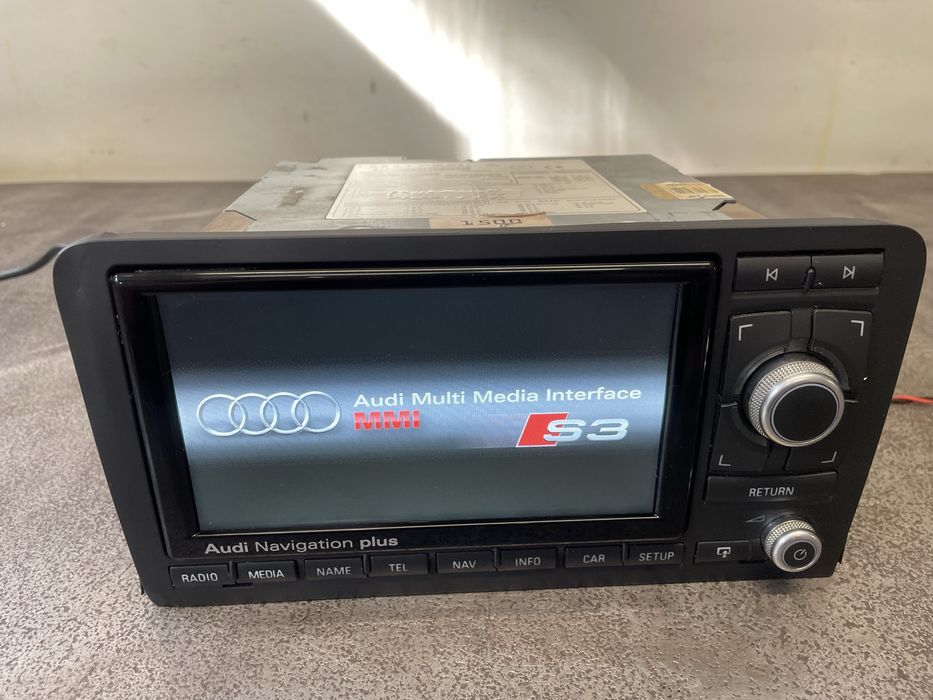 Audi Multi Media Interface
MMI
S3
Audi Navigation plus
RETURN
RADIO
MEDIA
NAME
TEL
NAV
INFO
CAR
SETUP